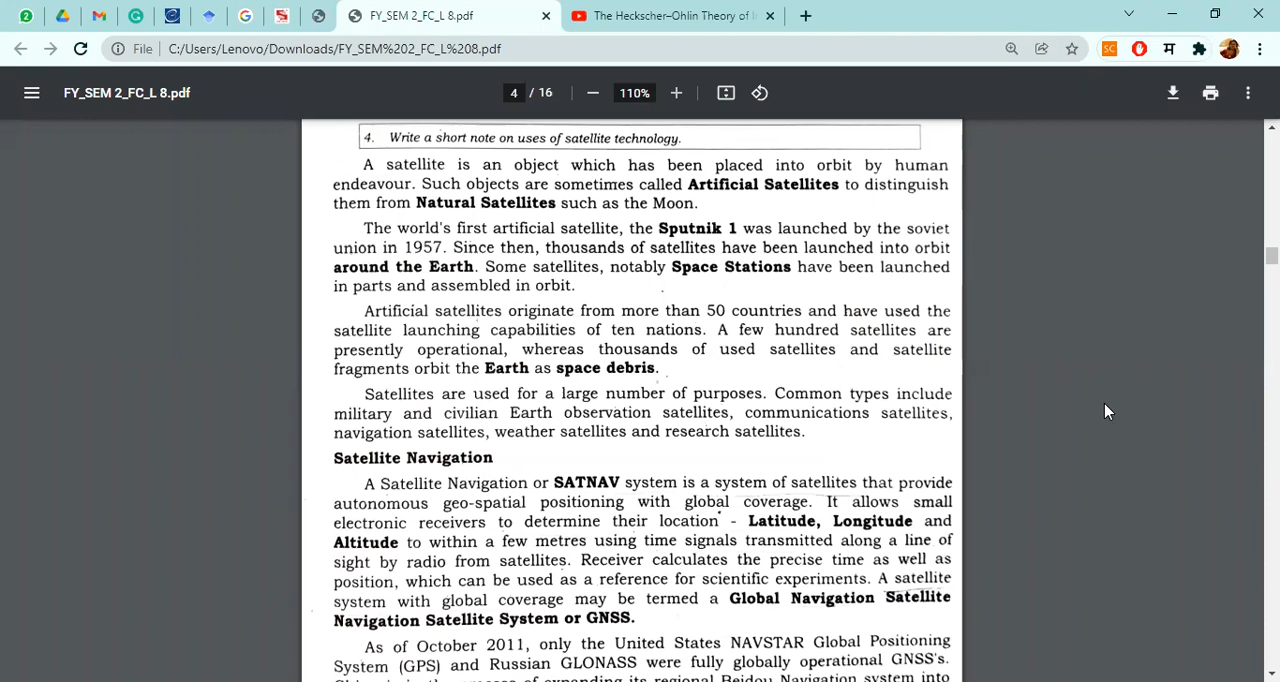 FY_SEM 2_FC_L 8.pdf
The Heckscher–Ohlin Theory of I
File
C:/Users/Lenovo/Downloads/FY_SEM%202_FC_L%208.pdf
SC
म
FY_SEM 2_FC_L 8.pdf
4 / 16
110%
4. Write a short note on uses of satellite technology.
A satellite is an object which has been placed into orbit by human
endeavour. Such objects are sometimes called Artificial Satellites to distinguish
them from Natural Satellites such as the Moon.
The world's first artificial satellite, the Sputnik 1 was launched by the soviet
union in 1957. Since then, thousands of satellites have been launched into orbit
around the Earth. Some satellites, notably Space Stations have been launched
in parts and assembled in orbit.
Artificial satellites originate from more than 50 countries and have used the
satellite launching capabilities of ten nations. A few hundred satellites are
presently operational, whereas thousands of used satellites and satellite
fragments orbit the Earth as space debris.
Satellites are used for a large number of purposes. Common types include
military and civilian Earth observation satellites, communications satellites,
navigation satellites, weather satellites and research satellites.
Satellite Navigation
A Satellite Navigation or SATNAV system is a system of satellites that provide
autonomous geo-spatial positioning with global coverage. It allows small
electronic receivers to determine their location - Latitude, Longitude and
Altitude to within a few metres using time signals transmitted along a line of
sight by radio from satellites. Receiver calculates the precise time as well as
position, which can be used as a reference for scientific experiments. A satellite
system with global coverage may be termed a Global Navigation Satellite
Navigation Satellite System or GNSS.
As of October 2011, only the United States NAVSTAR Global Positioning
System (GPS) and Russian GLONASS were fully globally operational GNSS's.
China is in the process of expanding its regional Beidou Navigation system into